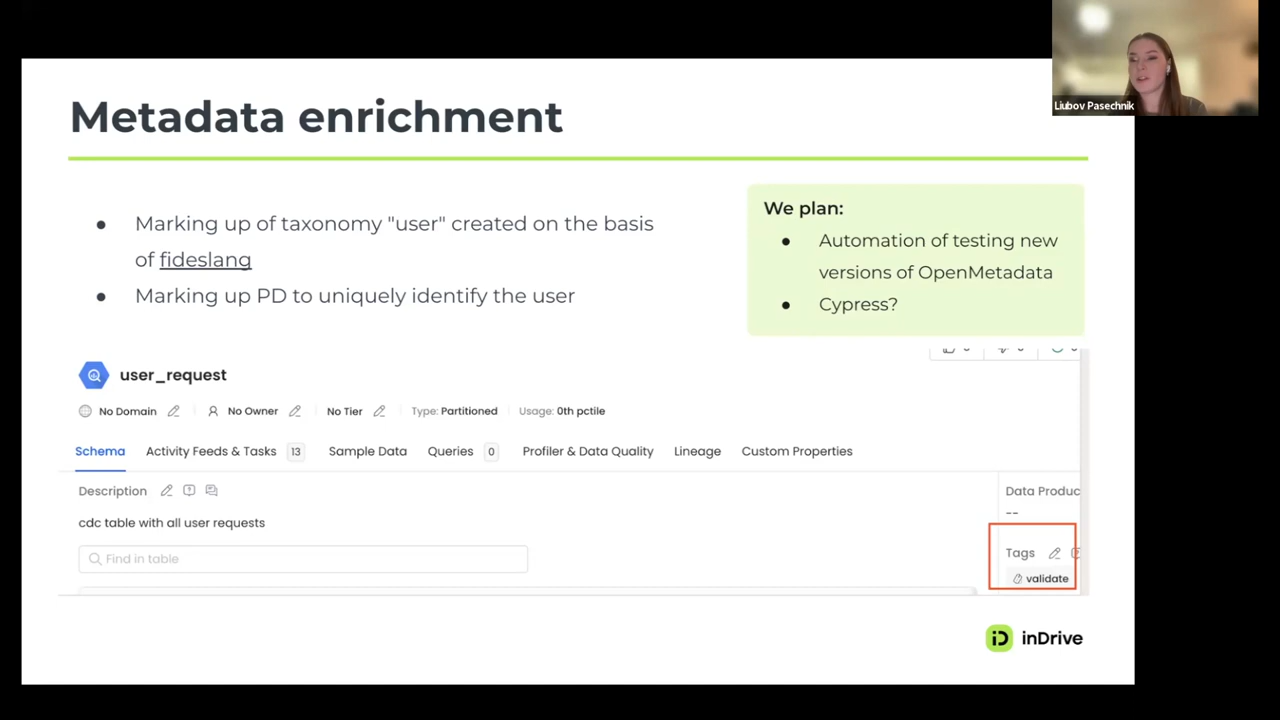 Liubov Pasechnik
Metadata enrichment
Marking up of taxonomy "user" created on the basis
of fideslang
Marking up PD to uniquely identify the user
We plan:
Automation of testing new
versions of OpenMetadata
Cypress?
user_request
No Domain No Owner No Tier Type: Partitioned Usage: 0th pctile
Schema Activity Feeds & Tasks 13 Sample Data Queries 0 Profiler & Data Quality Lineage Custom Properties
Description
cdc table with all user requests
Find in table
Data Produc
--
Tags
validate
iD inDrive